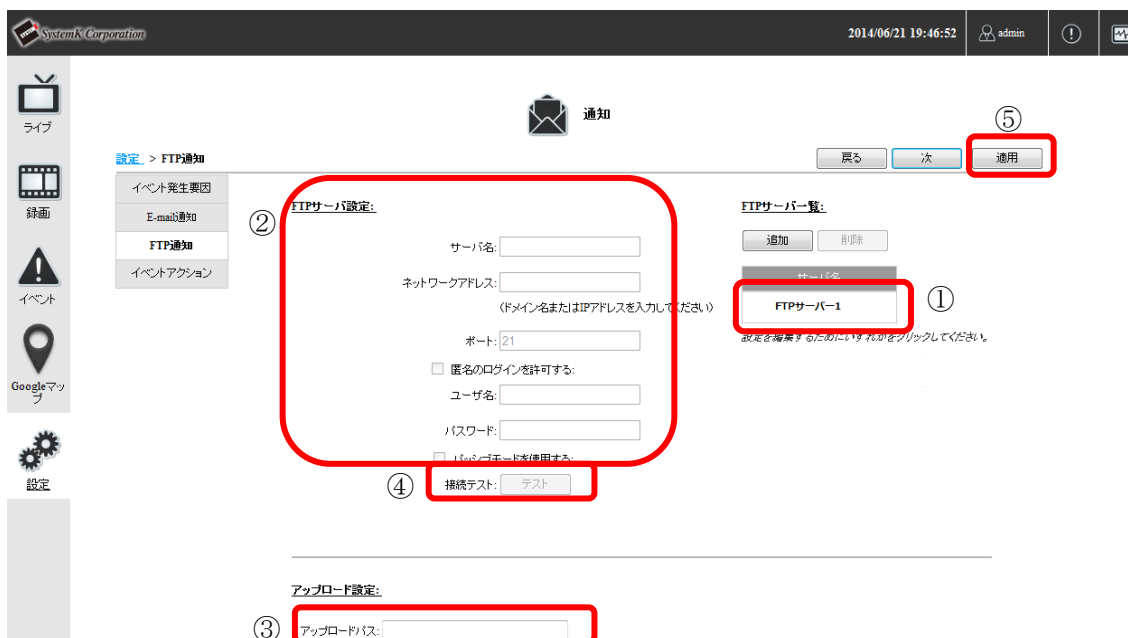 SystemK Corporation
2014/06/21 19:46:52
admin
ライブ
録画
イベント
Googleマッ
プ
設定
通知
⑤
設定 > FTP通知
戻る
次
適用
イベント発生要因
E-mail通知
FTP通知
イベントアクション
②
FTPサーバ設定:
サーバ名:
ネットワークアドレス:
(ドメイン名またはIPアドレスを入力してください)
ポート: 21
匿名のログインを許可する:
ユーザ名:
パスワード:
パッシブモードを使用する:
④
接続テスト: テスト
FTPサーバー覧:
追加
削除
サーバ名
FTPサーバー1
①
設定を編集するためにいずれかをクリックしてください。
アップロード設定:
③
アップロードパス: